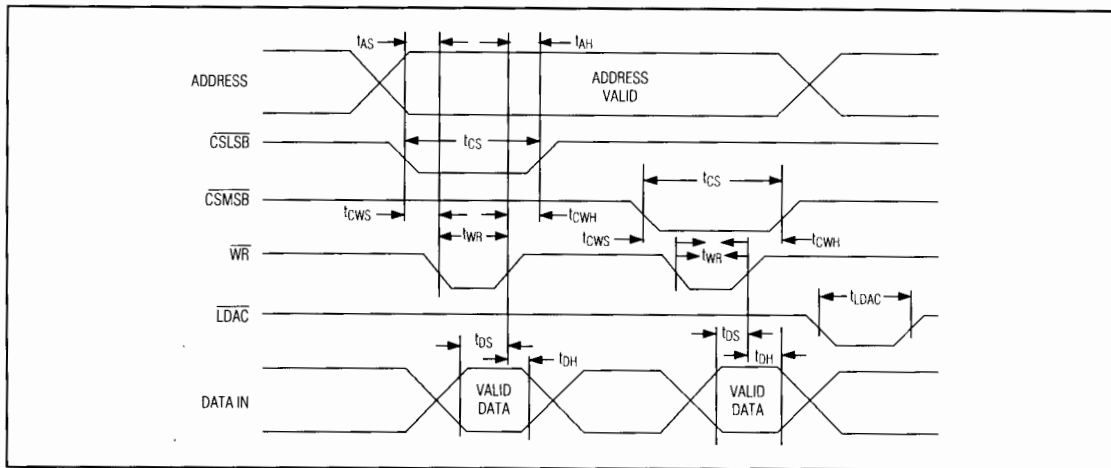 tAS tAH
ADDRESS ADDRESS
VALID
CSLSB tCS
CSMSB tCS
tCWS tCWH
tWR tCWS tCWH
WR tWR
LDAC tLDAC
tDS tDH tDS tDH
DATA IN VALID
DATA VALID
DATA